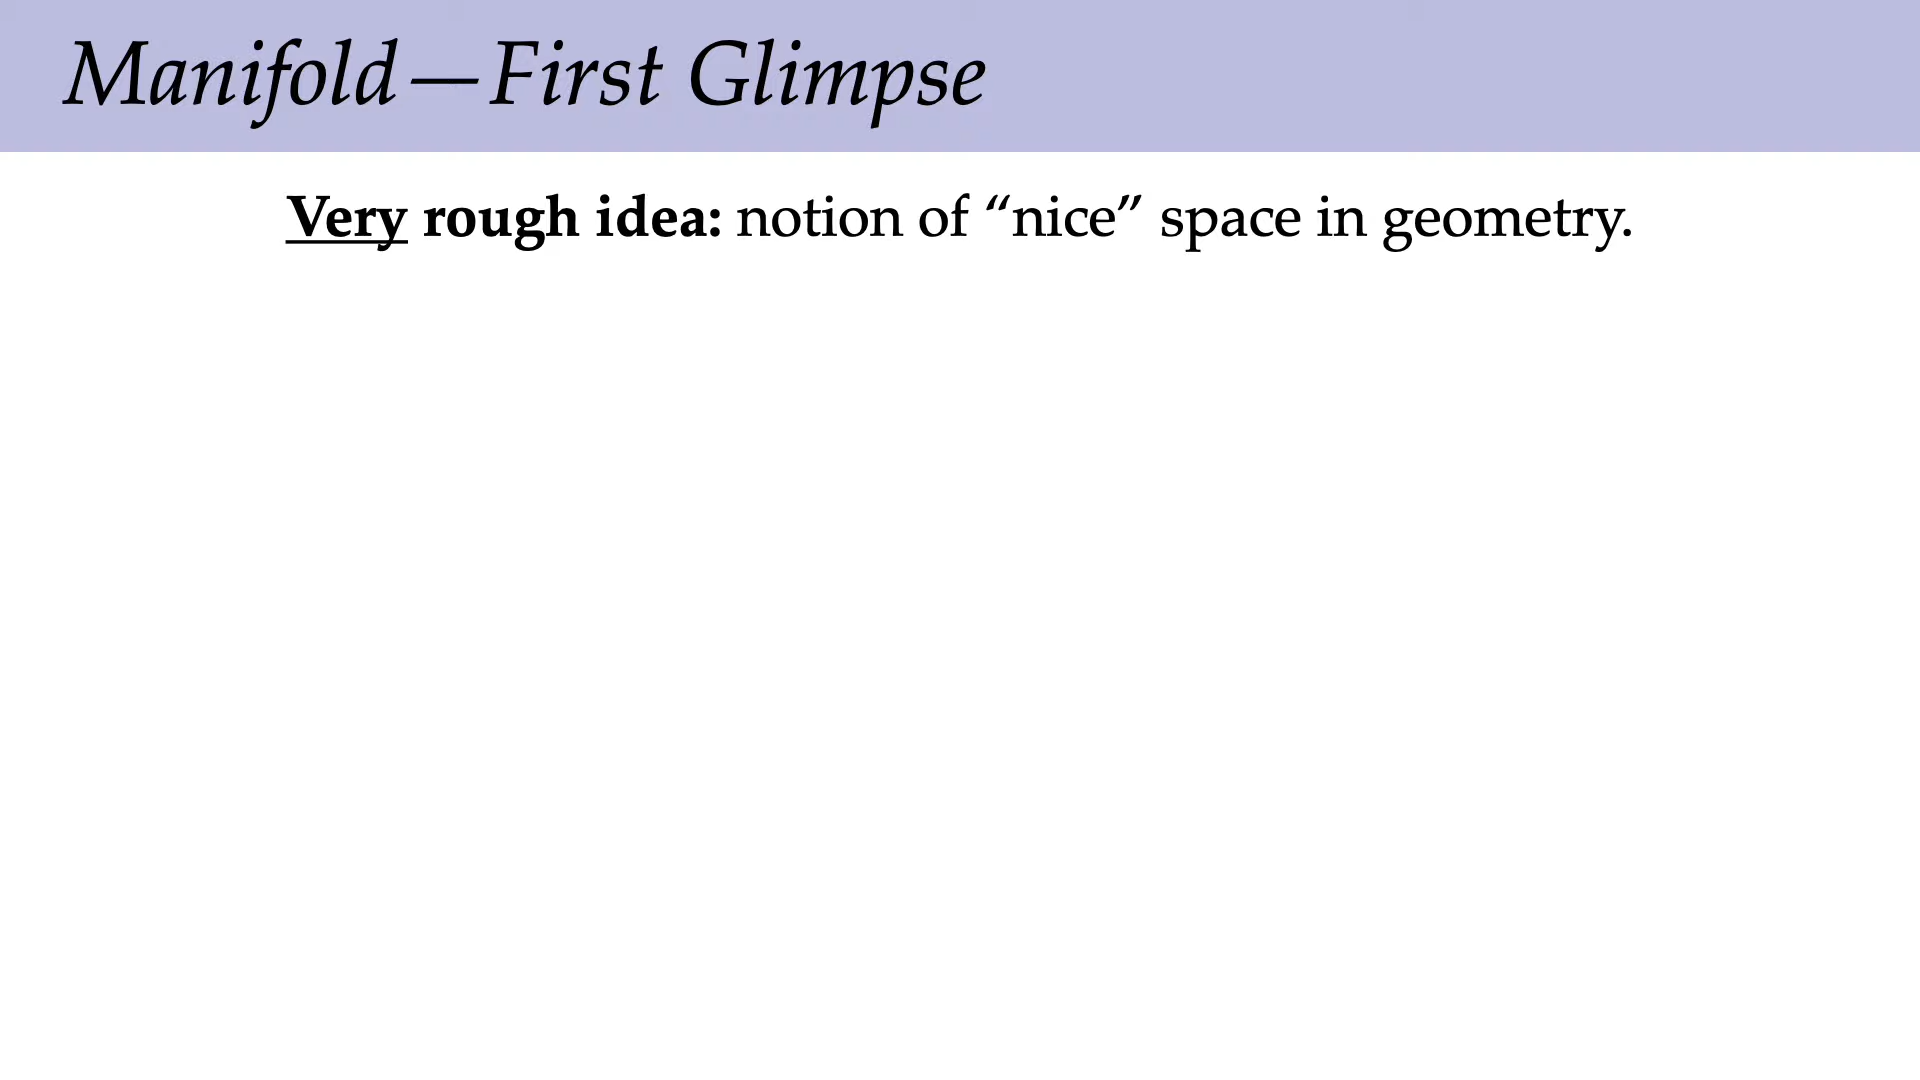 Manifold—First Glimpse
Very rough idea: notion of “nice” space in geometry.